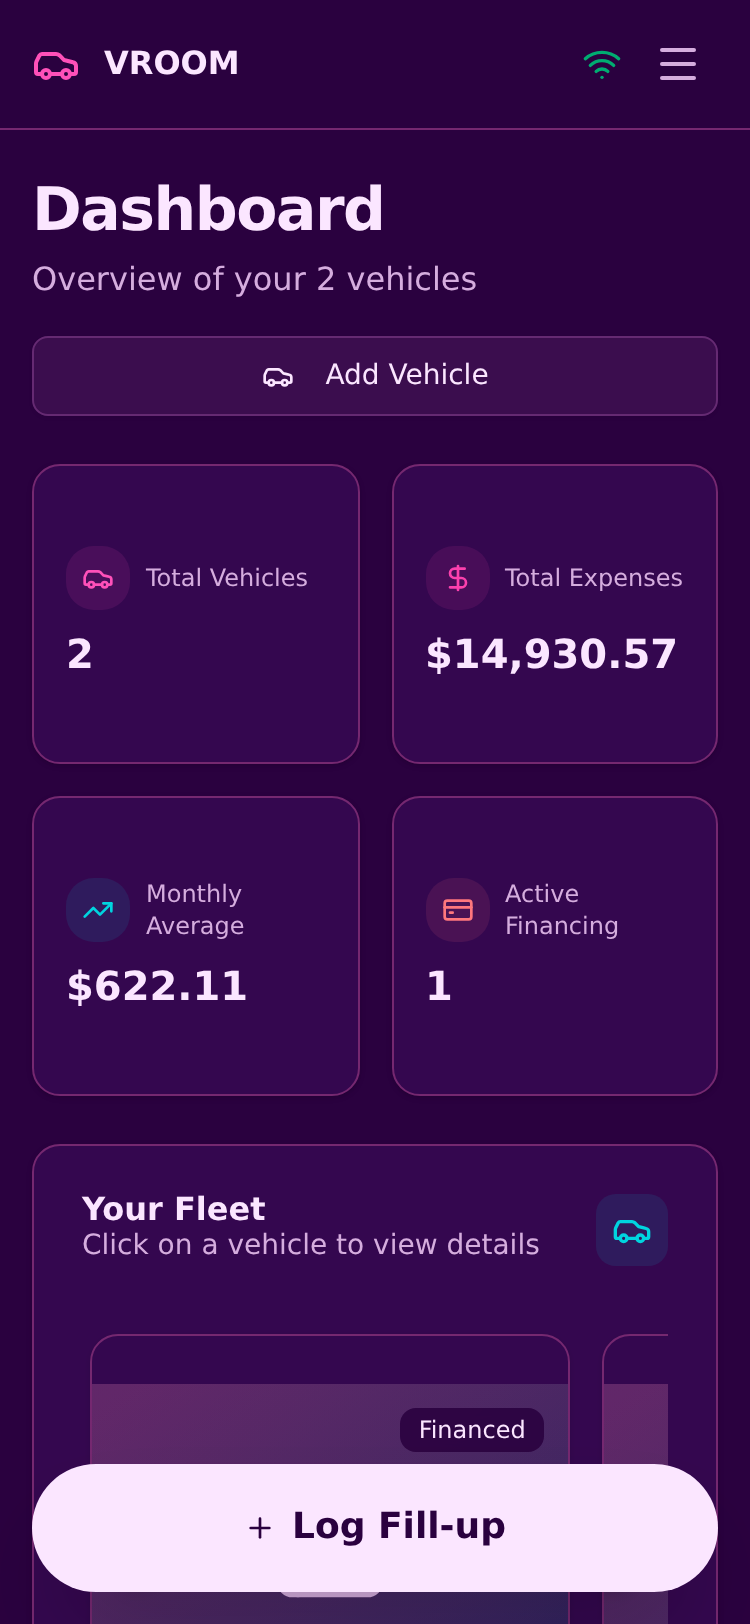 VROOM
Dashboard
Overview of your 2 vehicles
Add Vehicle
Total Vehicles
2
Total Expenses
$14,930.57
Monthly
Average
$622.11
Active
Financing
1
Your Fleet
Click on a vehicle to view details
Financed
+ Log Fill-up